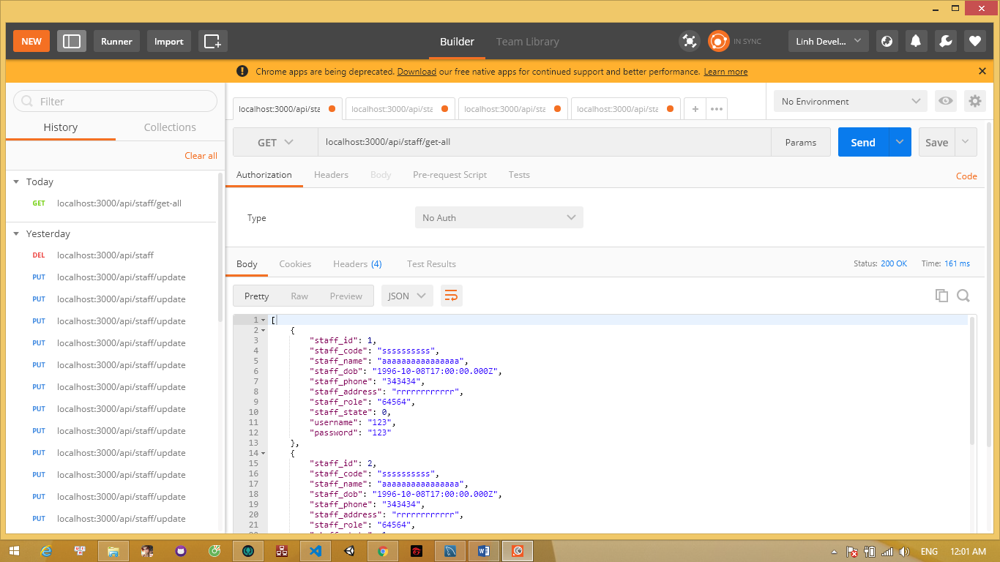 NEW
Runner
Import
Builder
Team Library
IN SYNC
Linh Devel...
Chrome apps are being deprecated. Download our free native apps for continued support and better performance. Learn more
Filter
History
Collections
Clear all
Today
GET localhost:3000/api/staff/get-all
Yesterday
DEL localhost:3000/api/staff
PUT localhost:3000/api/staff/update
PUT localhost:3000/api/staff/update
PUT localhost:3000/api/staff/update
PUT localhost:3000/api/staff/update
PUT localhost:3000/api/staff/update
PUT localhost:3000/api/staff/update
PUT localhost:3000/api/staff/update
PUT localhost:3000/api/staff/update
PUT localhost:3000/api/staff/update
PUT localhost:3000/api/staff/update
PUT localhost:3000/api/staff/update
PUT localhost:3000/api/staff/update
localhost:3000/api/sta
localhost:3000/api/sta
localhost:3000/api/sta
localhost:3000/api/sta
No Environment
GET
localhost:3000/api/staff/get-all
Params
Send
Save
Authorization
Headers
Body
Pre-request Script
Tests
Code
Type
No Auth
Body
Cookies
Headers (4)
Test Results
Status: 200 OK
Time: 161 ms
Pretty
Raw
Preview
JSON
1 [
2 {
3 "staff_id": 1,
4 "staff_code": "ssssssssss",
5 "staff_name": "aaaaaaaaaaaaaaaa",
6 "staff_dob": "1996-10-08T17:00:00.000Z",
7 "staff_phone": "343434",
8 "staff_address": "rrrrrrrrrrrr",
9 "staff_role": "64564",
10 "staff_state": 0,
11 "username": "123",
12 "password": "123"
13 },
14 {
15 "staff_id": 2,
16 "staff_code": "ssssssssss",
17 "staff_name": "aaaaaaaaaaaaaaaa",
18 "staff_dob": "1996-10-08T17:00:00.000Z",
19 "staff_phone": "343434",
20 "staff_address": "rrrrrrrrrrrr",
21 "staff_role": "64564",
ENG
12:01 AM